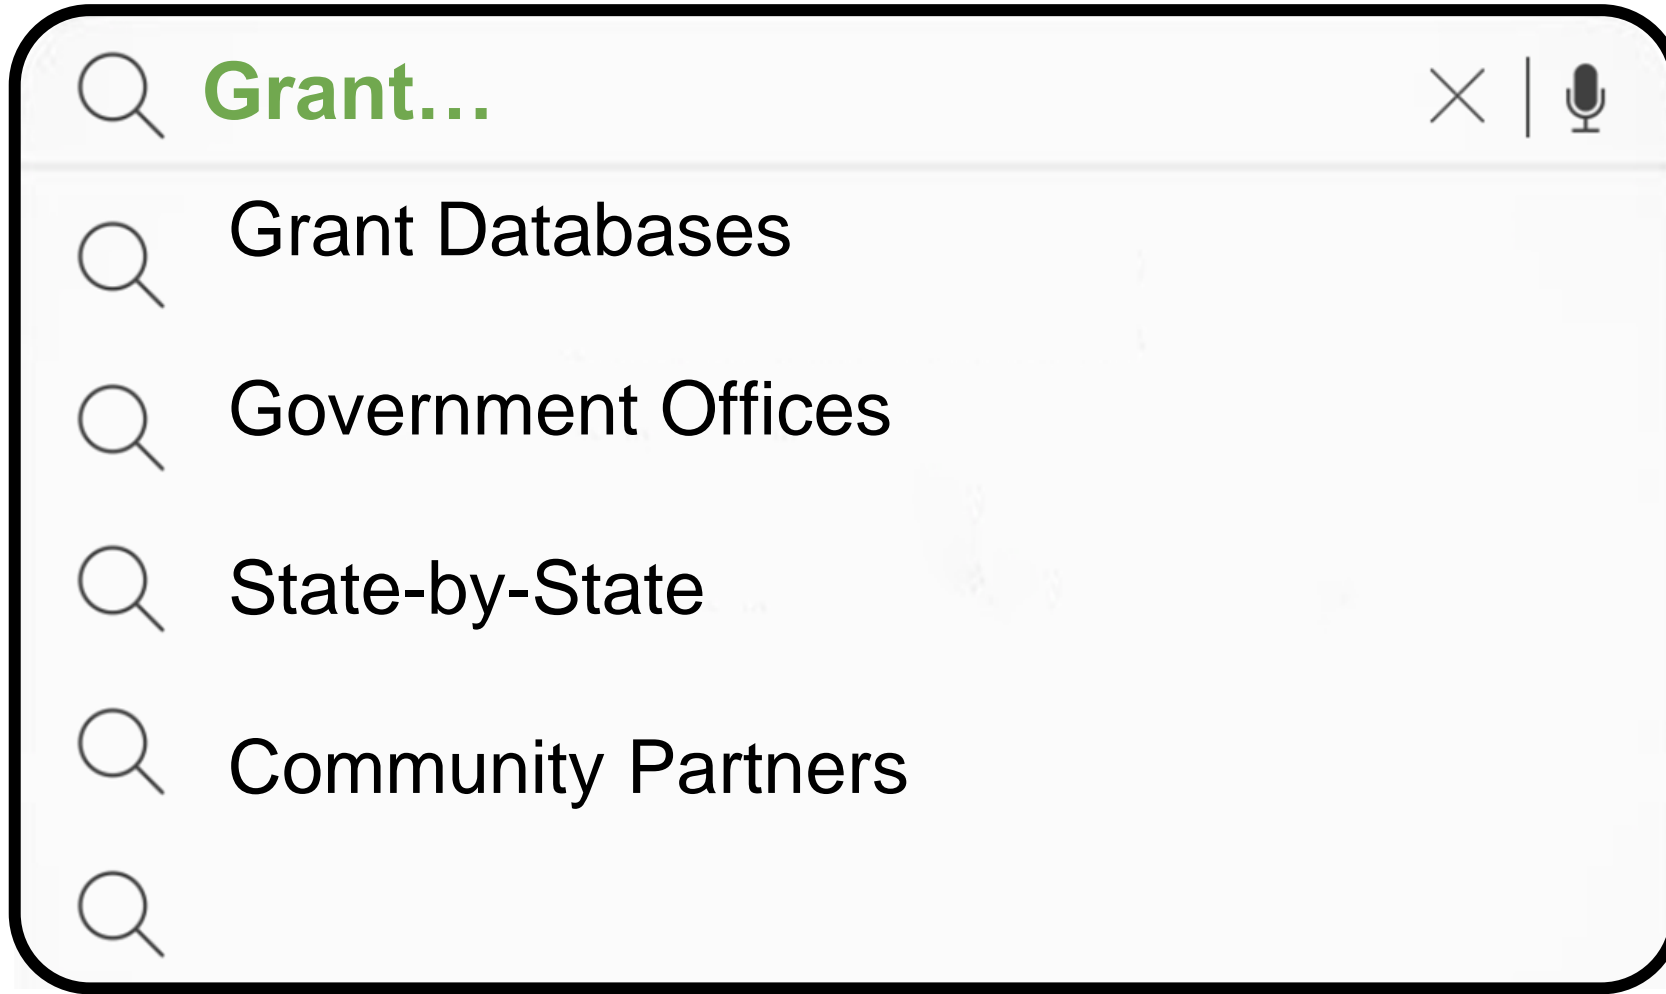 Grant…
Grant Databases
Government Offices
State-by-State
Community Partners